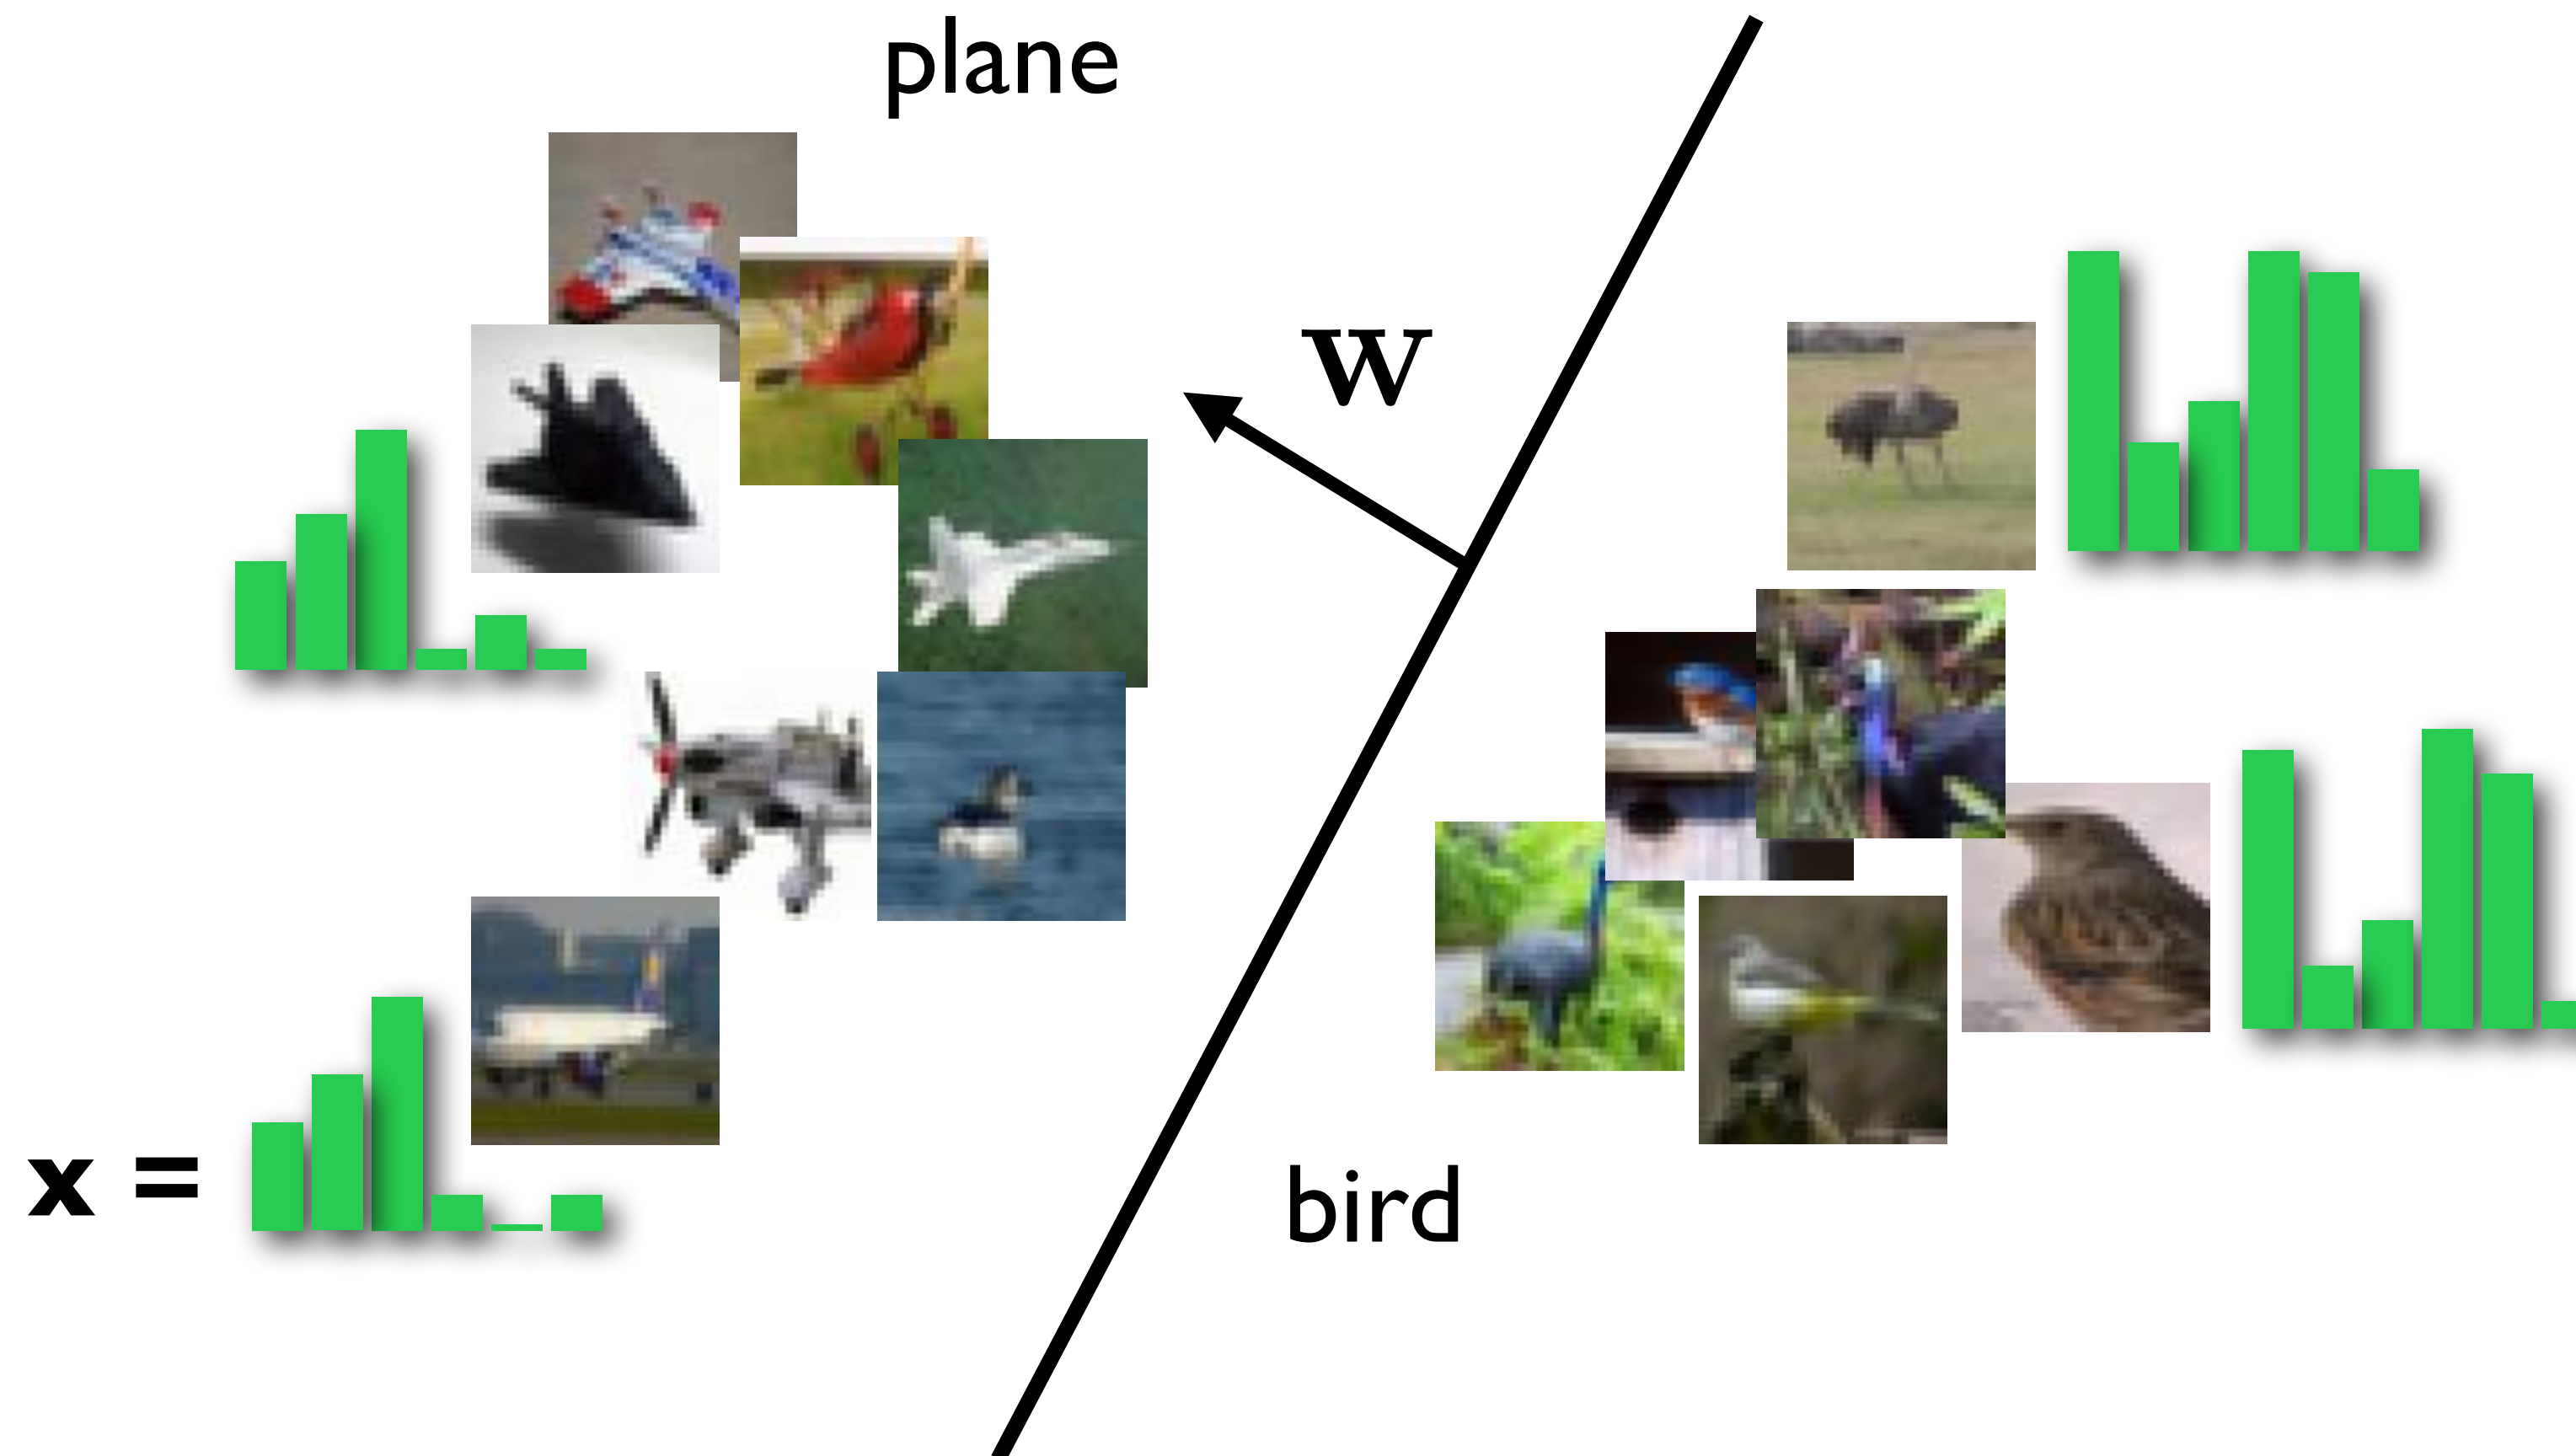 plane
w
x =
bird